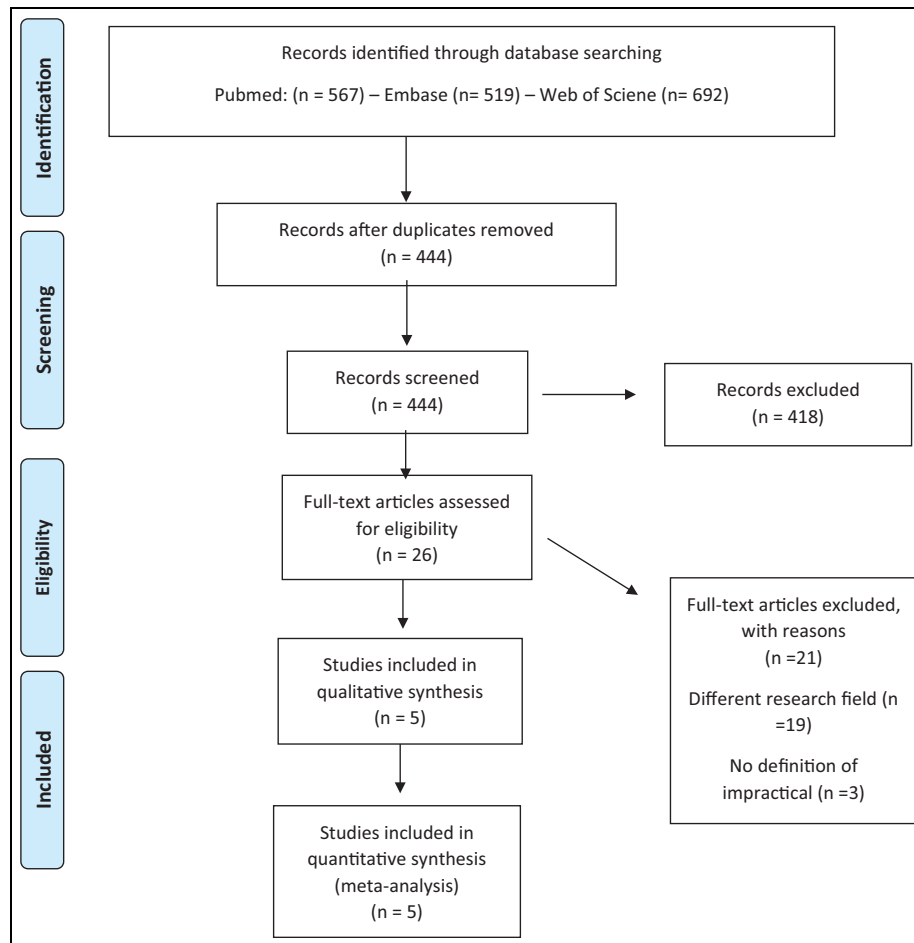 Identification
Records identified through database searching
Pubmed: (n = 567) – Embase (n= 519) – Web of Sciene (n= 692)
Records after duplicates removed
(n = 444)
Screening
Records screened
(n = 444)
Records excluded
(n = 418)
Eligibility
Full-text articles assessed
for eligibility
(n = 26)
Full-text articles excluded,
with reasons
(n =21)
Different research field (n
=19)
No definition of
impractical (n =3)
Studies included in
qualitative synthesis
(n = 5)
Included
Studies included in
quantitative synthesis
(meta-analysis)
(n = 5)